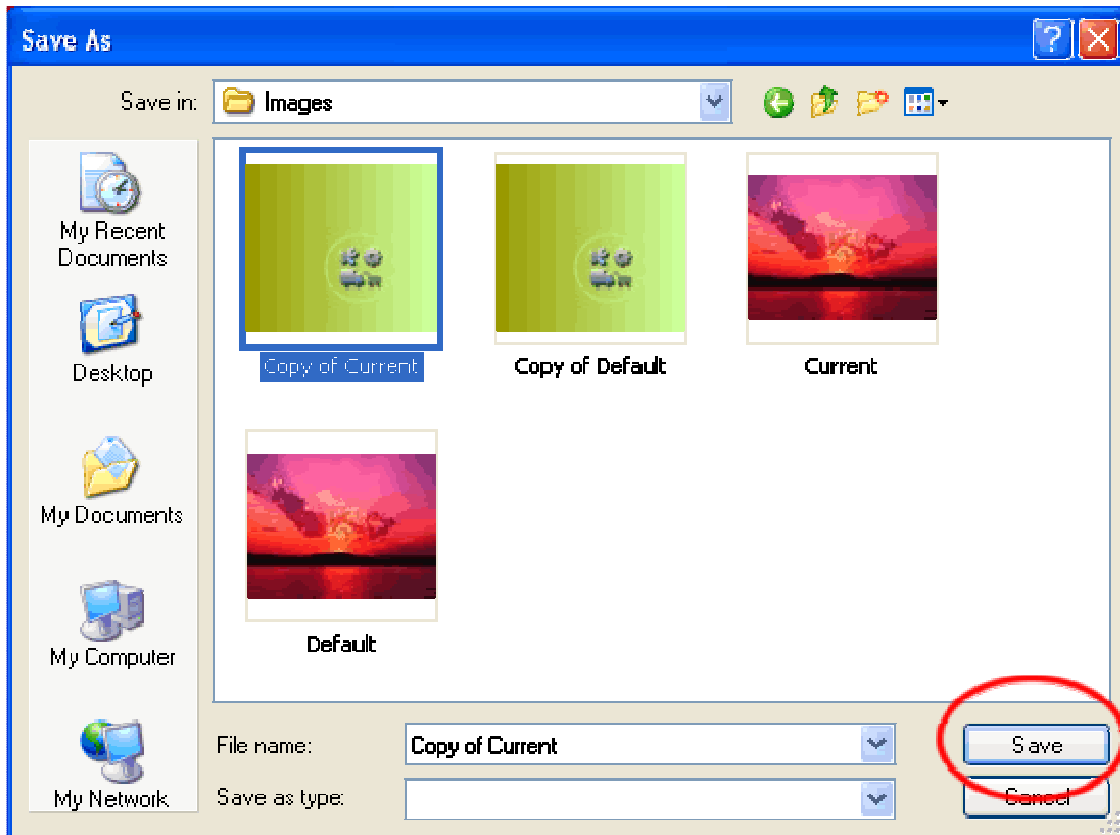 Save As
Save in:
Images
My Recent
Documents
Desktop
My Documents
My Computer
My Network
Copy of Current
Copy of Default
Current
Default
File name:
Copy of Current
Save
Save as type:
Cancel